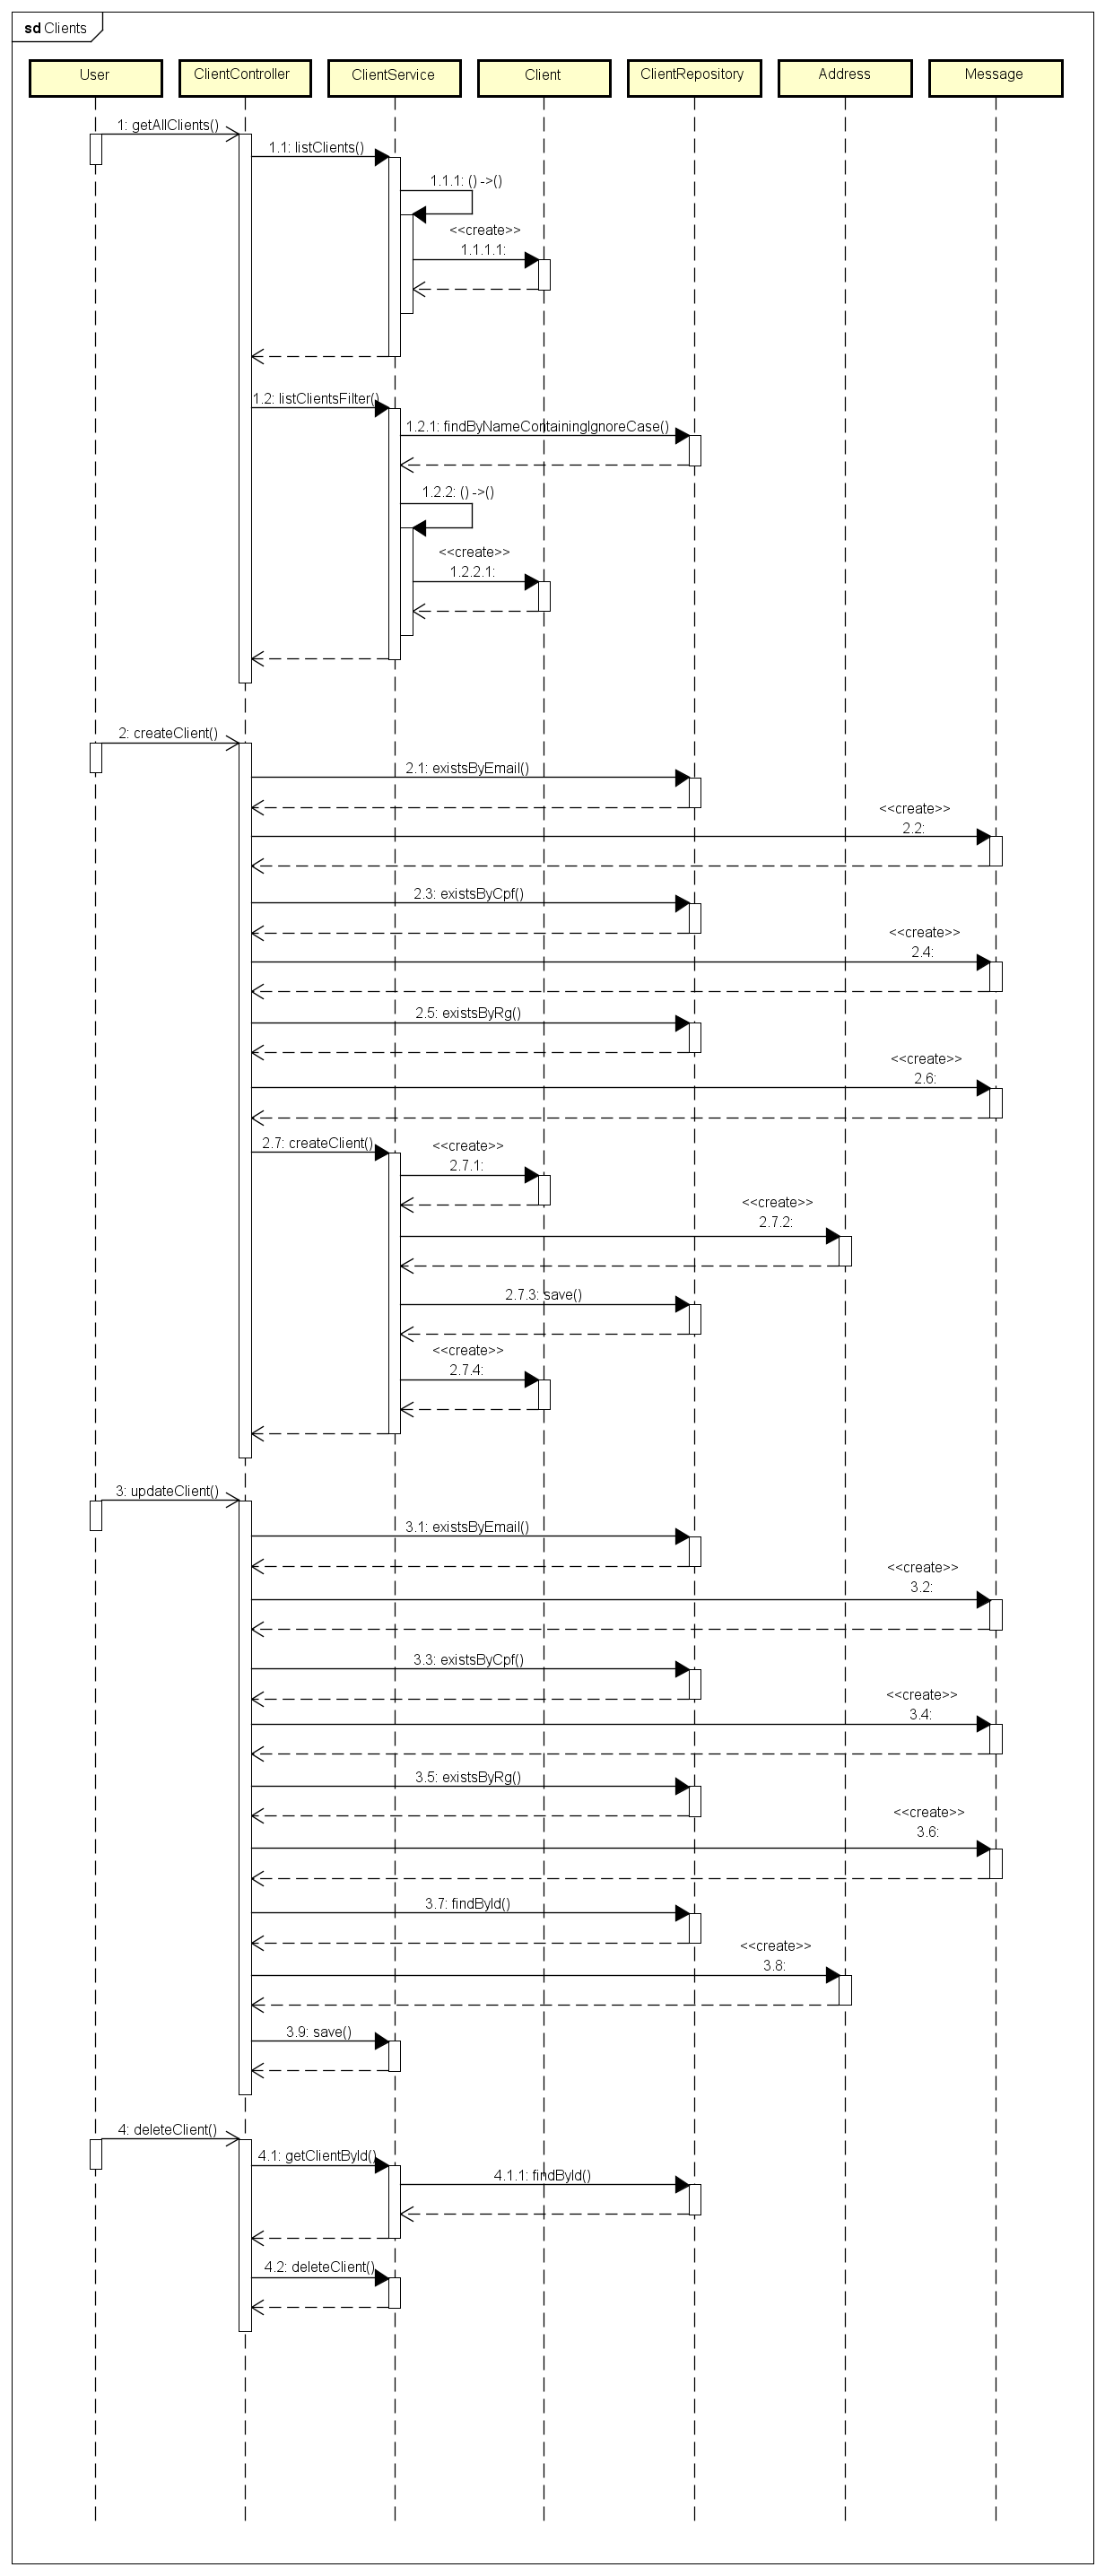 sd Clients
User
ClientController
ClientService
Client
ClientRepository
Address
Message
1: getAllClients()
1.1: listClients()
1.1.1: () ->()
<<create>>
1.1.1.1:
1.2: listClientsFilter()
1.2.1: findByNameContainingIgnoreCase()
1.2.2: () ->()
<<create>>
1.2.2.1:
2: createClient()
2.1: existsByEmail()
<<create>>
2.2:
2.3: existsByCpf()
<<create>>
2.4:
2.5: existsByRg()
<<create>>
2.6:
2.7: createClient()
<<create>>
2.7.1:
<<create>>
2.7.2:
2.7.3: save()
<<create>>
2.7.4:
3: updateClient()
3.1: existsByEmail()
<<create>>
3.2:
3.3: existsByCpf()
<<create>>
3.4:
3.5: existsByRg()
<<create>>
3.6:
3.7: findById()
<<create>>
3.8:
3.9: save()
4: deleteClient()
4.1: getClientById()
4.1.1: findById()
4.2: deleteClient()